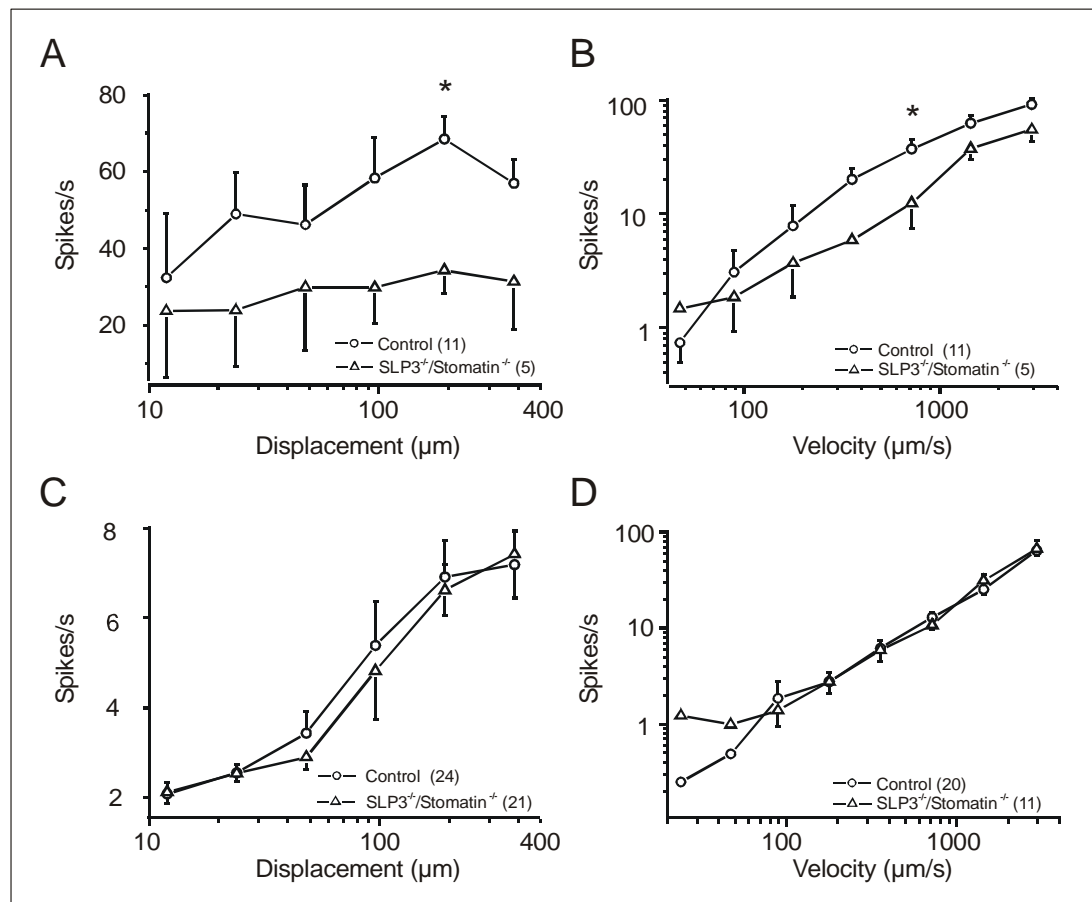 A
80
60
40
20
Spikes/s
*
Control (11)
SLP3-/-/Stomatin-/- (5)
10
100
400
Displacement (µm)
B
100
10
1
Spikes/s
*
Control (11)
SLP3-/-/Stomatin-/- (5)
100
1000
Velocity (µm/s)
C
8
6
4
2
Spikes/s
Control (24)
SLP3-/-/Stomatin-/- (21)
10
100
400
Displacement (µm)
D
100
10
1
Spikes/s
Control (20)
SLP3-/-/Stomatin-/- (11)
100
1000
Velocity (µm/s)